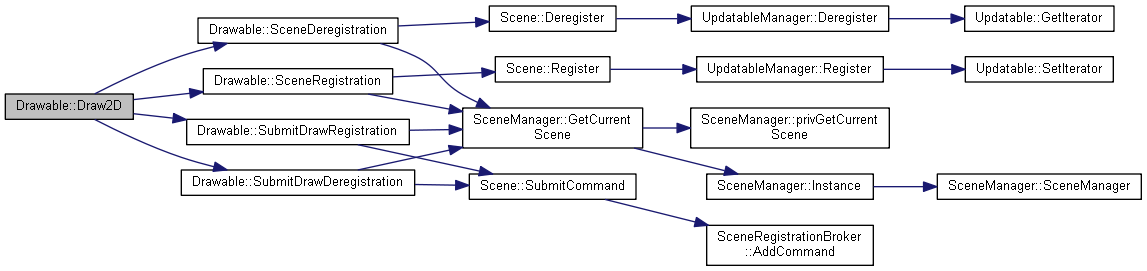 Drawable::Draw2D
Drawable::SceneDeregistration
Drawable::SceneRegistration
Drawable::SubmitDrawRegistration
Drawable::SubmitDrawDeregistration
Scene::Deregister
Scene::Register
SceneManager::GetCurrent
Scene
Scene::SubmitCommand
UpdatableManager::Deregister
UpdatableManager::Register
SceneManager::privGetCurrent
Scene
SceneManager::Instance
SceneRegistrationBroker
::AddCommand
Updatable::GetIterator
Updatable::SetIterator
SceneManager::SceneManager